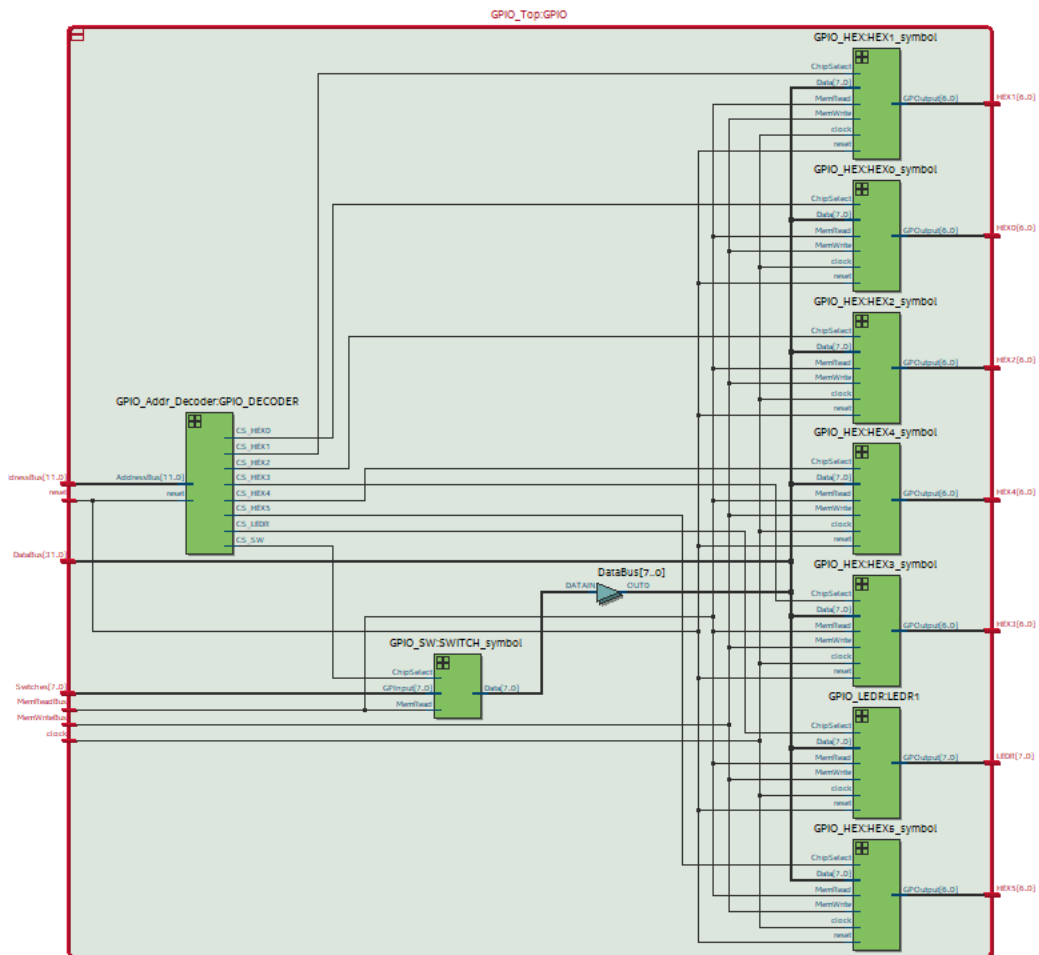 GPIO_Top:GPIO
GPIO_HEX:HEX1_symbol
ChipSelect
Data[7..0]
MemRead
MemWrite
clock
reset
GPOutput[6..0]
HEX1[6..0]
GPIO_HEX:HEX0_symbol
ChipSelect
Data[7..0]
MemRead
MemWrite
clock
reset
GPOutput[6..0]
HEX0[6..0]
GPIO_HEX:HEX2_symbol
ChipSelect
Data[7..0]
MemRead
MemWrite
clock
reset
GPOutput[6..0]
HEX2[6..0]
GPIO_Addr_Decoder:GPIO_DECODER
AddressBus[11..0]
reset
CS_HEX0
CS_HEX1
CS_HEX2
CS_HEX3
CS_HEX4
CS_HEX5
CS_LEDR
CS_SW
GPIO_HEX:HEX4_symbol
ChipSelect
Data[7..0]
MemRead
MemWrite
clock
reset
GPOutput[6..0]
HEX4[6..0]
dressBus[11..0]
reset
DataBus[31..0]
DataBus[7..0]
DATAIN
OUT0
GPIO_HEX:HEX3_symbol
ChipSelect
Data[7..0]
MemRead
MemWrite
clock
reset
GPOutput[6..0]
HEX3[6..0]
GPIO_SW:SWITCH_symbol
ChipSelect
GPInput[7..0]
MemRead
Data[7..0]
Switches[7..0]
MemReadBus
MemWriteBus
clock
GPIO_LEDR:LEDR1
ChipSelect
Data[7..0]
MemRead
MemWrite
clock
reset
GPOutput[7..0]
LEDR[7..0]
GPIO_HEX:HEX5_symbol
ChipSelect
Data[7..0]
MemRead
MemWrite
clock
reset
GPOutput[6..0]
HEX5[6..0]